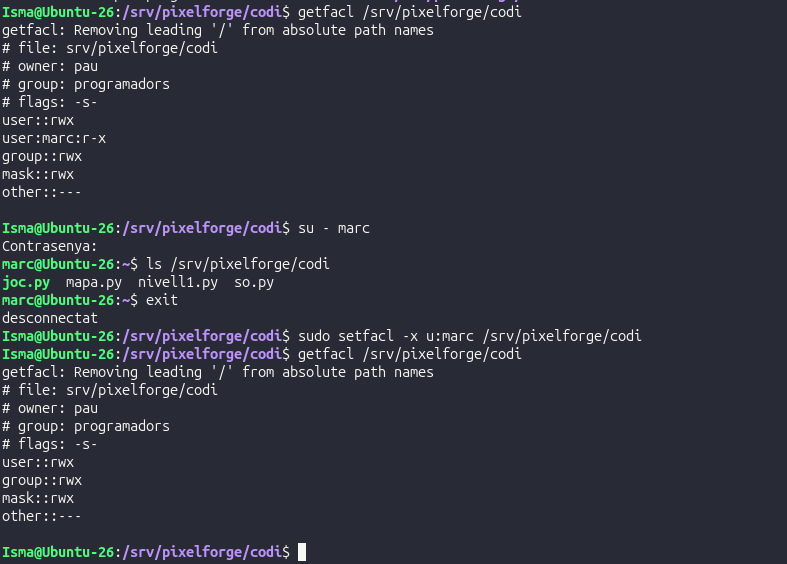 Isma@Ubuntu-26:/srv/pixelforge/codi$ getfacl /srv/pixelforge/codi
getfacl: Removing leading '/' from absolute path names
# file: srv/pixelforge/codi
# owner: pau
# group: programadors
# flags: -s-
user::rwx
user:marc:r-x
group::rwx
mask::rwx
other::---

Isma@Ubuntu-26:/srv/pixelforge/codi$ su - marc
Contrasenya:
marc@Ubuntu-26:~$ ls /srv/pixelforge/codi
joc.py  mapa.py  nivell1.py  so.py
marc@Ubuntu-26:~$ exit
desconnectat
Isma@Ubuntu-26:/srv/pixelforge/codi$ sudo setfacl -x u:marc /srv/pixelforge/codi
Isma@Ubuntu-26:/srv/pixelforge/codi$ getfacl /srv/pixelforge/codi
getfacl: Removing leading '/' from absolute path names
# file: srv/pixelforge/codi
# owner: pau
# group: programadors
# flags: -s-
user::rwx
group::rwx
mask::rwx
other::---

Isma@Ubuntu-26:/srv/pixelforge/codi$